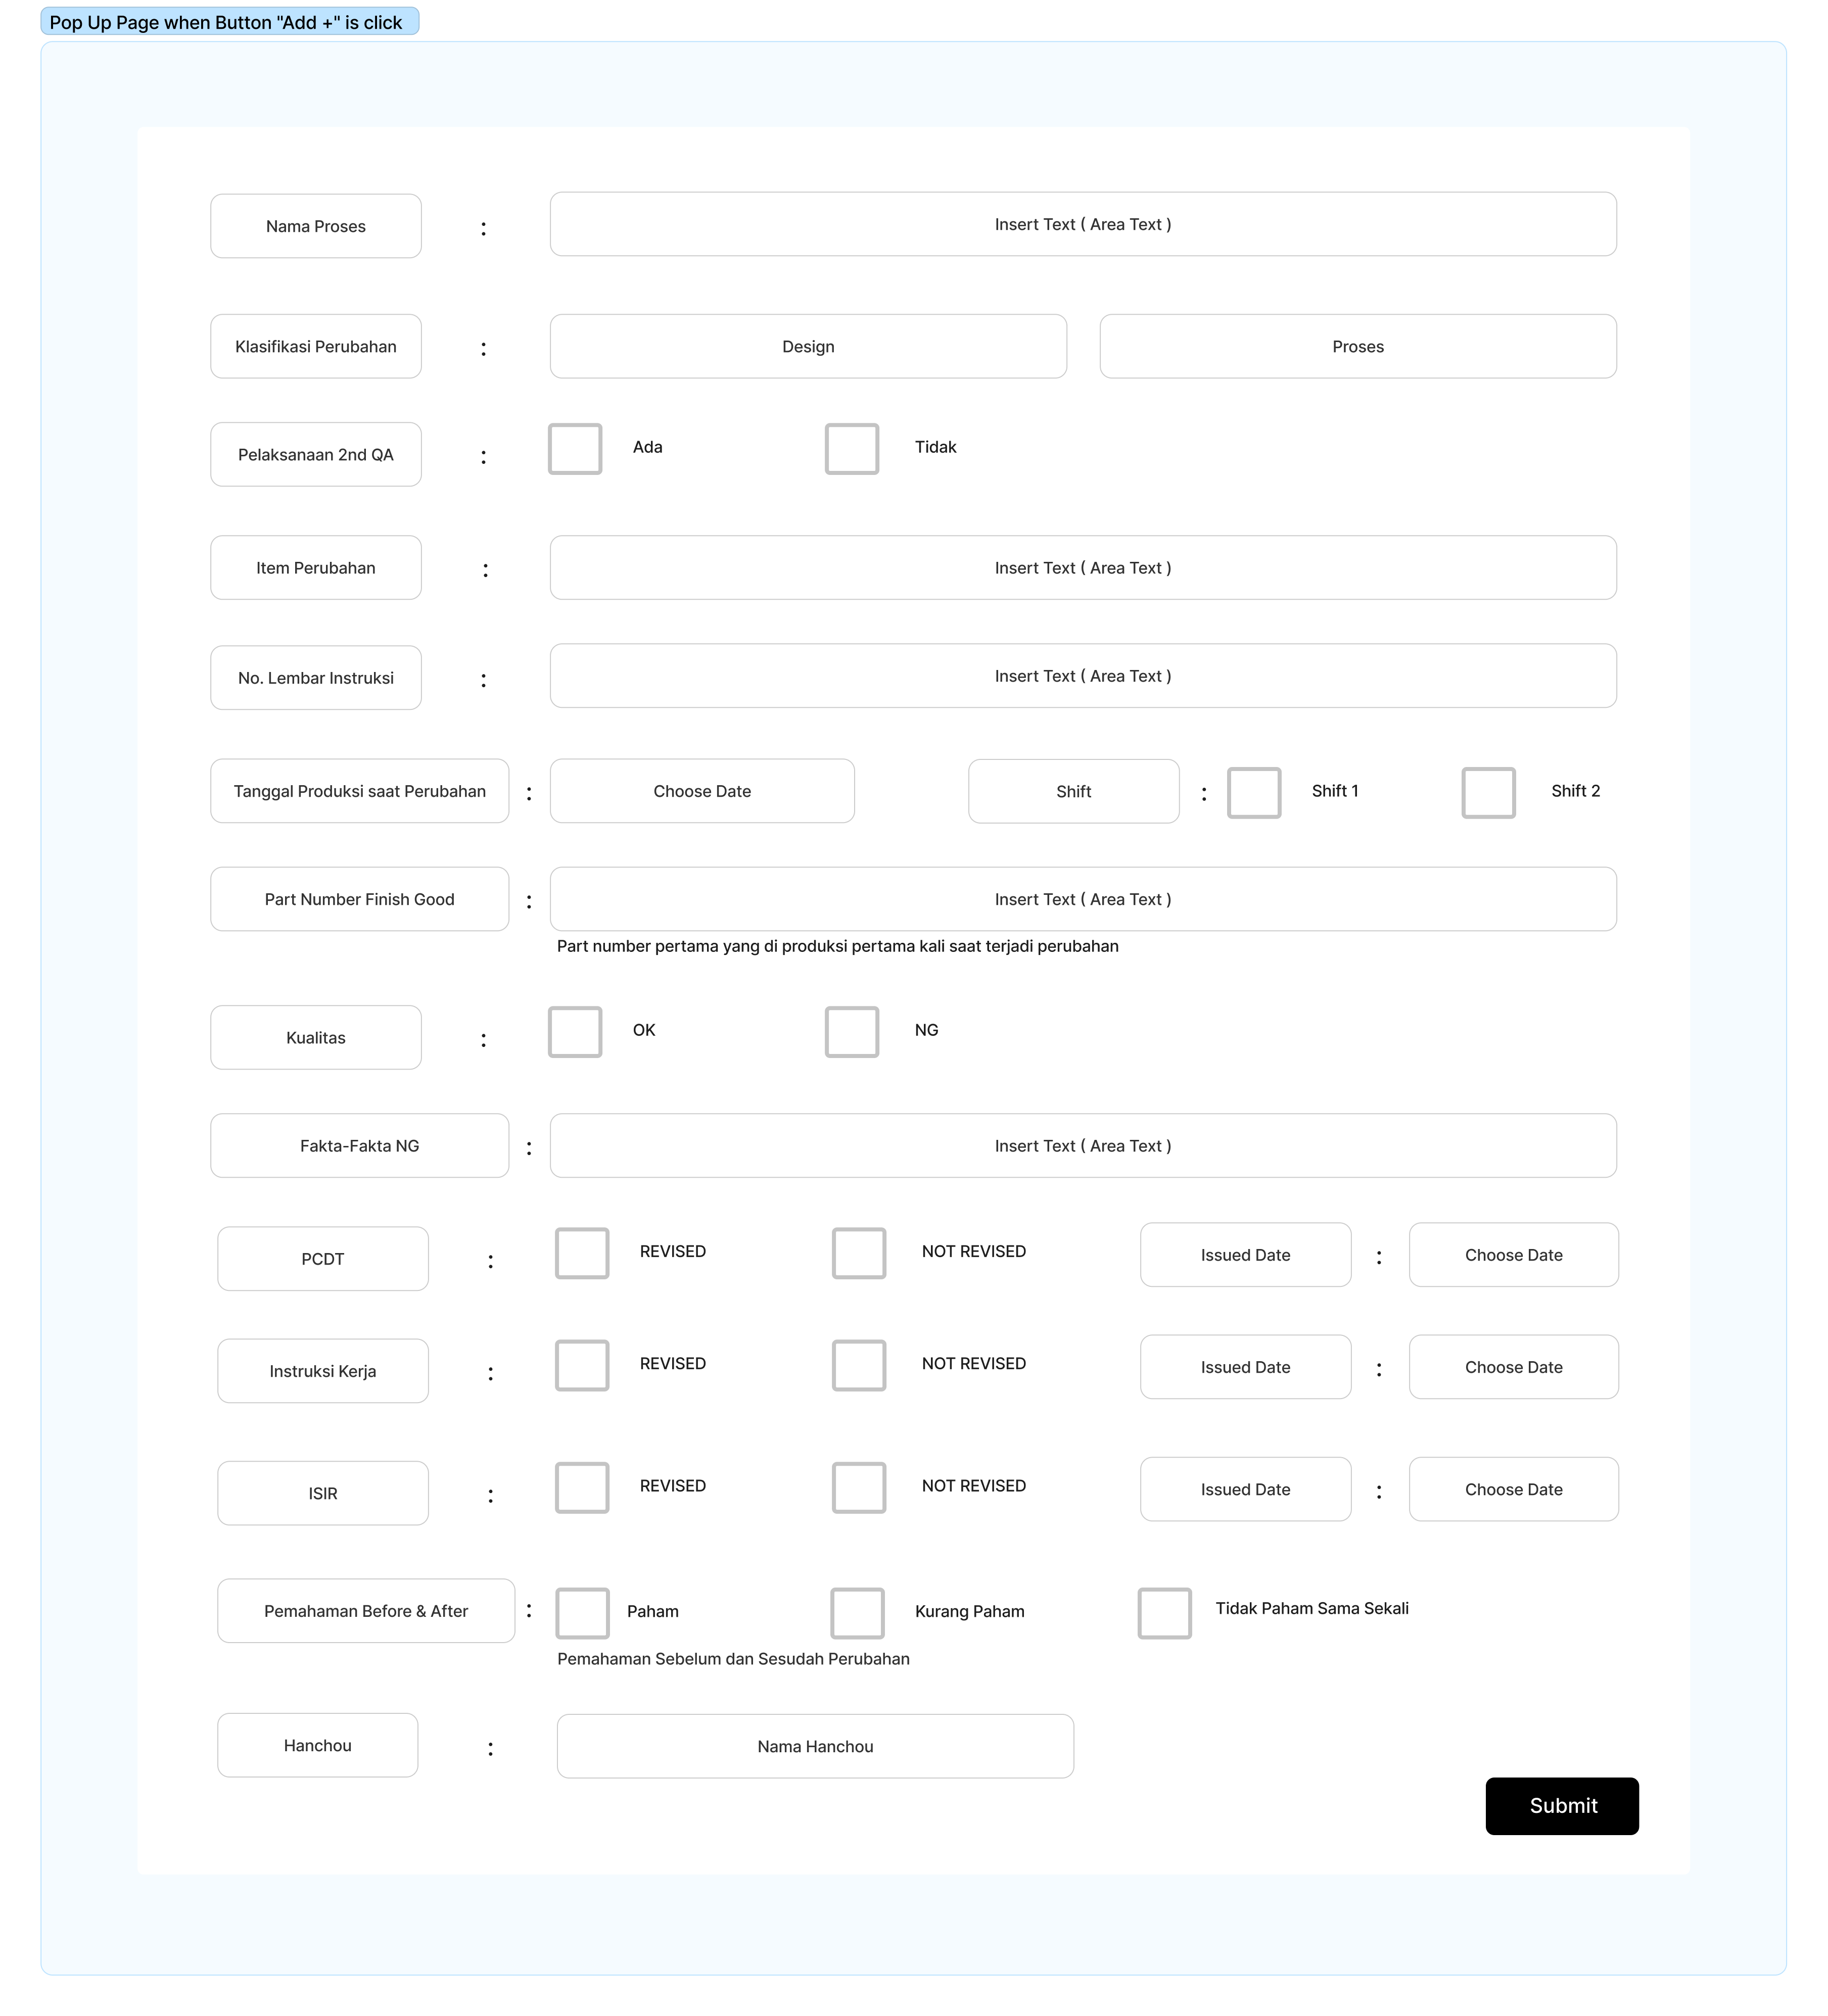 Pop Up Page when Button "Add +" is click
Nama Proses : Insert Text ( Area Text )
Klasifikasi Perubahan : Design Proses
Pelaksanaan 2nd QA : Ada Tidak
Item Perubahan : Insert Text ( Area Text )
No. Lembar Instruksi : Insert Text ( Area Text )
Tanggal Produksi saat Perubahan : Choose Date Shift : Shift 1 Shift 2
Part Number Finish Good : Insert Text ( Area Text )
Part number pertama yang di produksi pertama kali saat terjadi perubahan
Kualitas : OK NG
Fakta-Fakta NG : Insert Text ( Area Text )
PCDT : REVISED NOT REVISED Issued Date : Choose Date
Instruksi Kerja : REVISED NOT REVISED Issued Date : Choose Date
ISIR : REVISED NOT REVISED Issued Date : Choose Date
Pemahaman Before & After : Paham Kurang Paham Tidak Paham Sama Sekali
Pemahaman Sebelum dan Sesudah Perubahan
Hanchou : Nama Hanchou
Submit